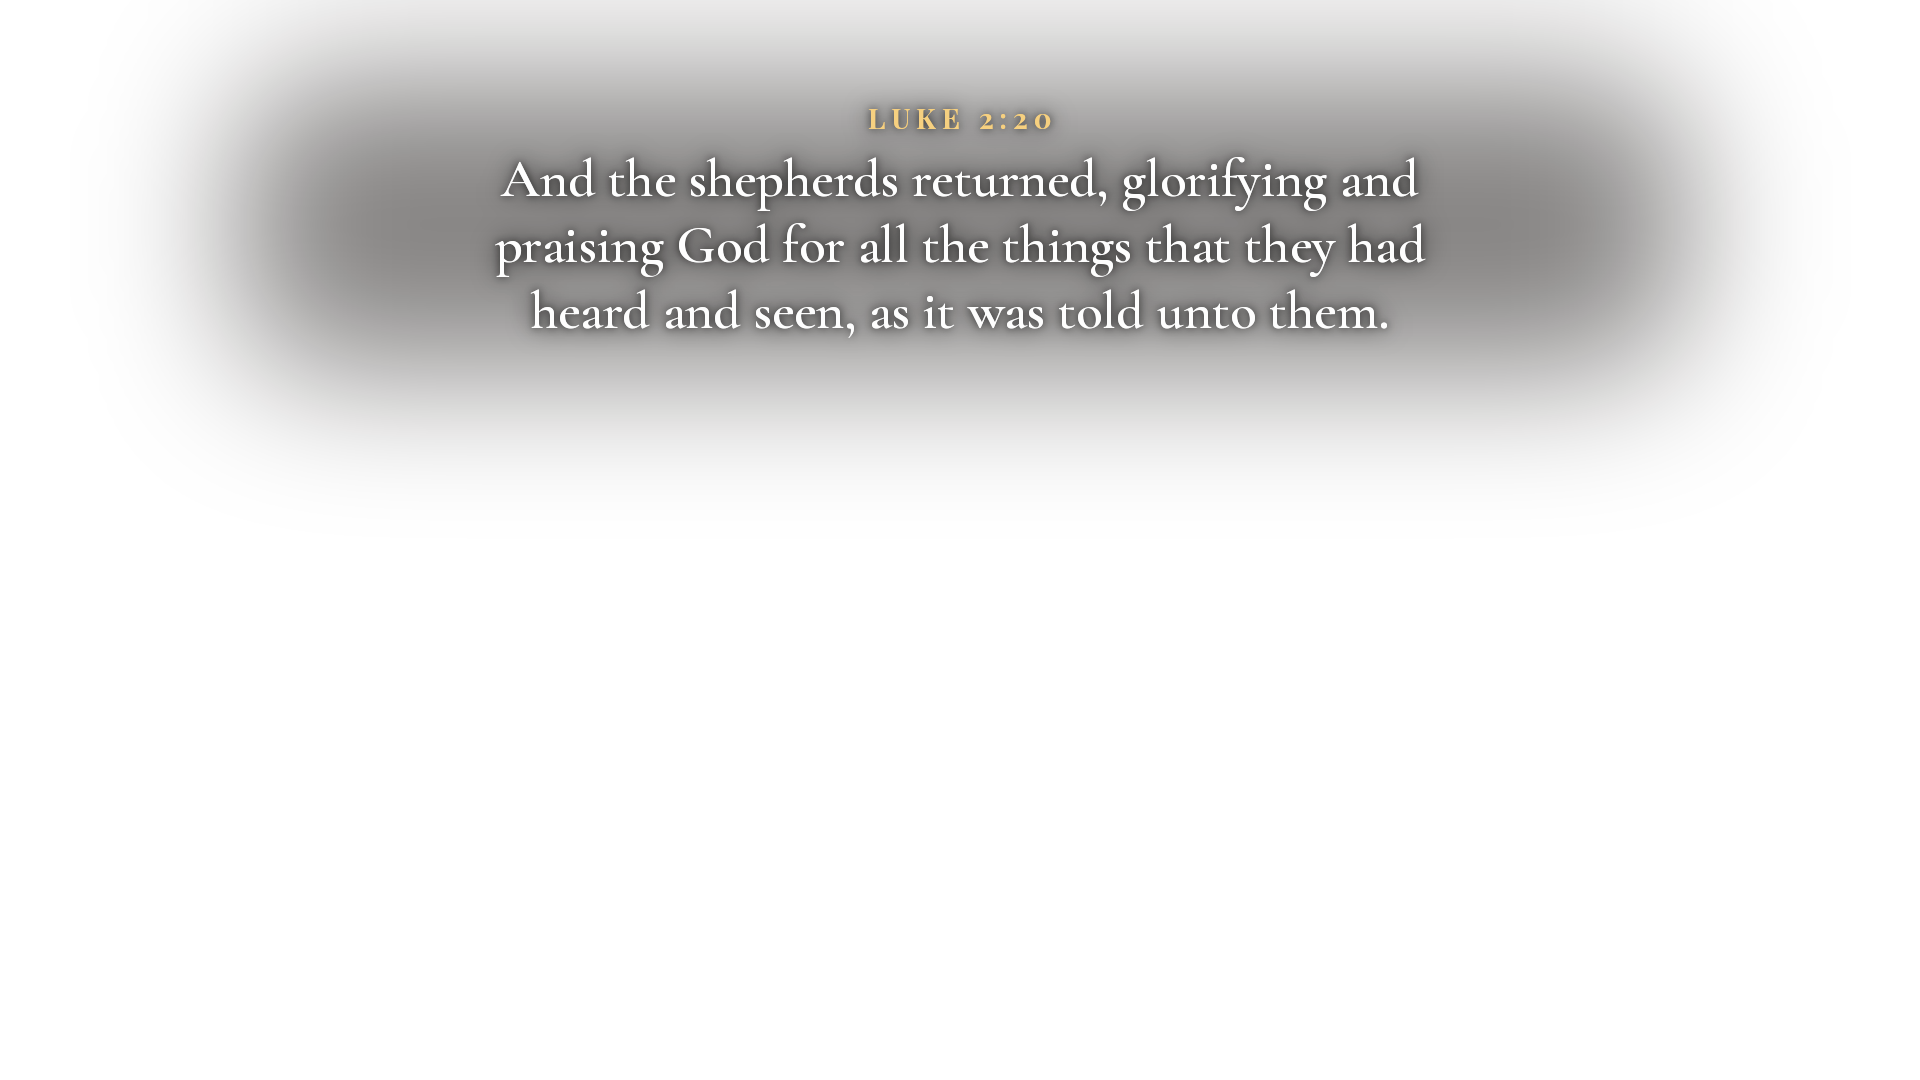 LUKE 2:20
And the shepherds returned, glorifying and
praising God for all the things that they had
heard and seen, as it was told unto them.